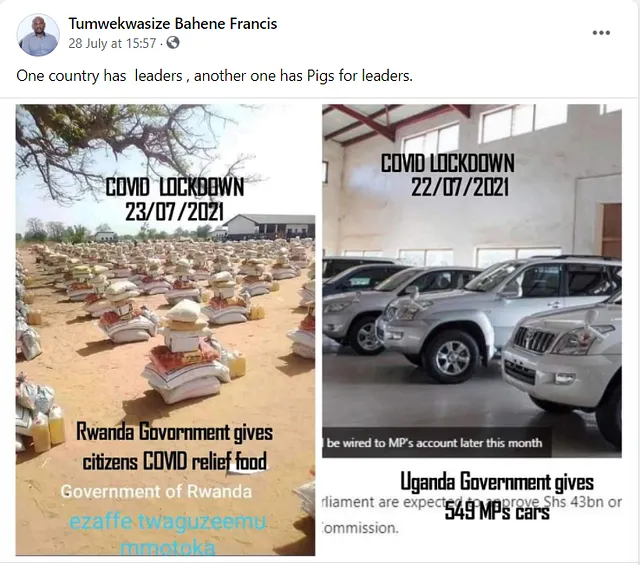 Tumwekwasize Bahene Francis
28 July at 15:57 ·
One country has leaders , another one has Pigs for leaders.
COVID LOCKDOWN
23/07/2021
Rwanda Govornment gives
citizens COVID relief food
Government of Rwanda
ezaffe twaguzeemu
mmotoka
COVID LOCKDOWN
22/07/2021
l be wired to MP's account later this month
Uganda Government gives
549 MPs cars
rliament are expected to approve Shs 43bn or
ommission.